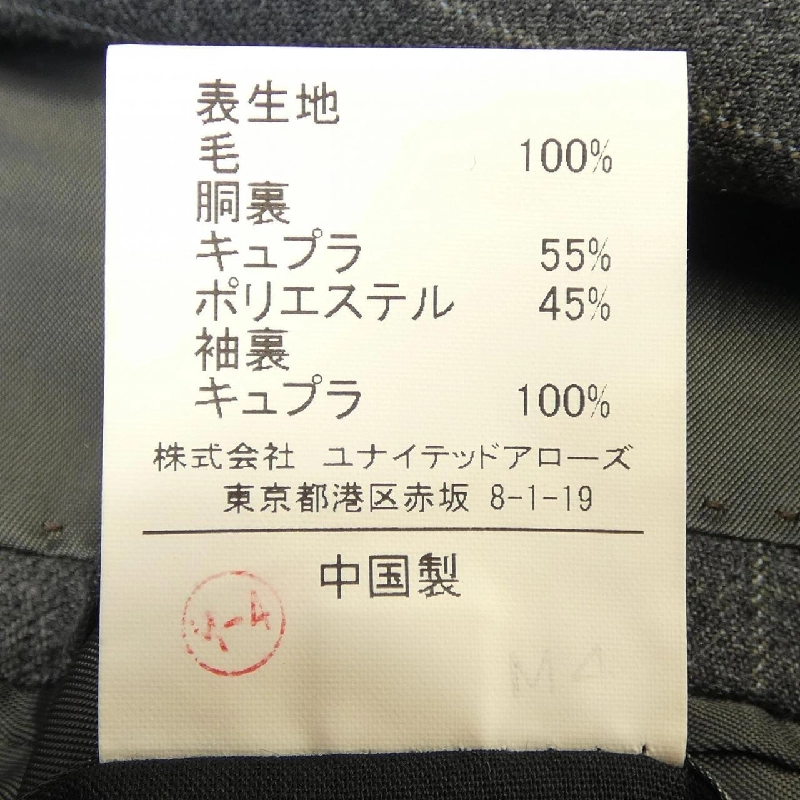 表生地
毛 100%
胴裏
キュプラ 55%
ポリエステル 45%
袖裏
キュプラ 100%
株式会社 ユナイテッドアローズ
東京都港区赤坂 8-1-19
中国製